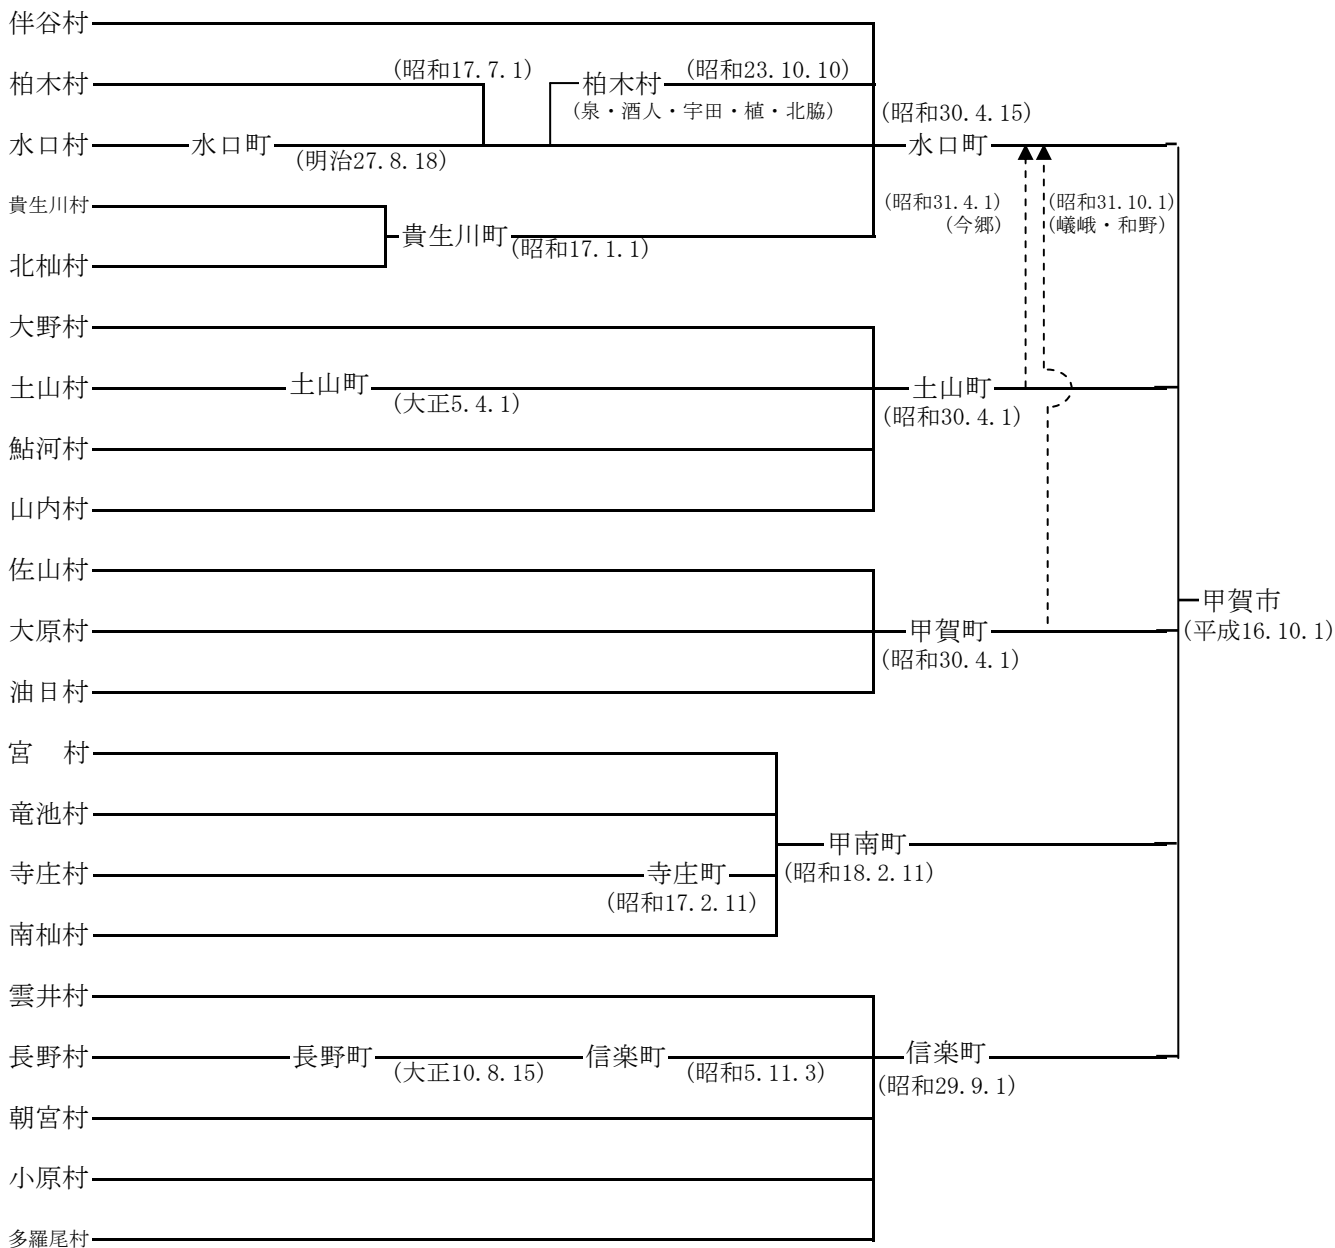 伴谷村
柏木村
(昭和17.7.1)
柏木村
(昭和23.10.10)
(泉・酒人・宇田・植・北脇)
(昭和30.4.15)
水口村
水口町
(明治27.8.18)
水口町
貴生川村
貴生川町
(昭和17.1.1)
(昭和31.4.1)
(今郷)
(昭和31.10.1)
(嶬峨・和野)
北杣村
大野村
土山村
土山町
(大正5.4.1)
土山町
(昭和30.4.1)
鮎河村
山内村
佐山村
大原村
甲賀町
(昭和30.4.1)
甲賀市
(平成16.10.1)
油日村
宮　村
竜池村
甲南町
(昭和18.2.11)
寺庄村
寺庄町
(昭和17.2.11)
南杣村
雲井村
長野村
長野町
(大正10.8.15)
信楽町
(昭和5.11.3)
信楽町
(昭和29.9.1)
朝宮村
小原村
多羅尾村